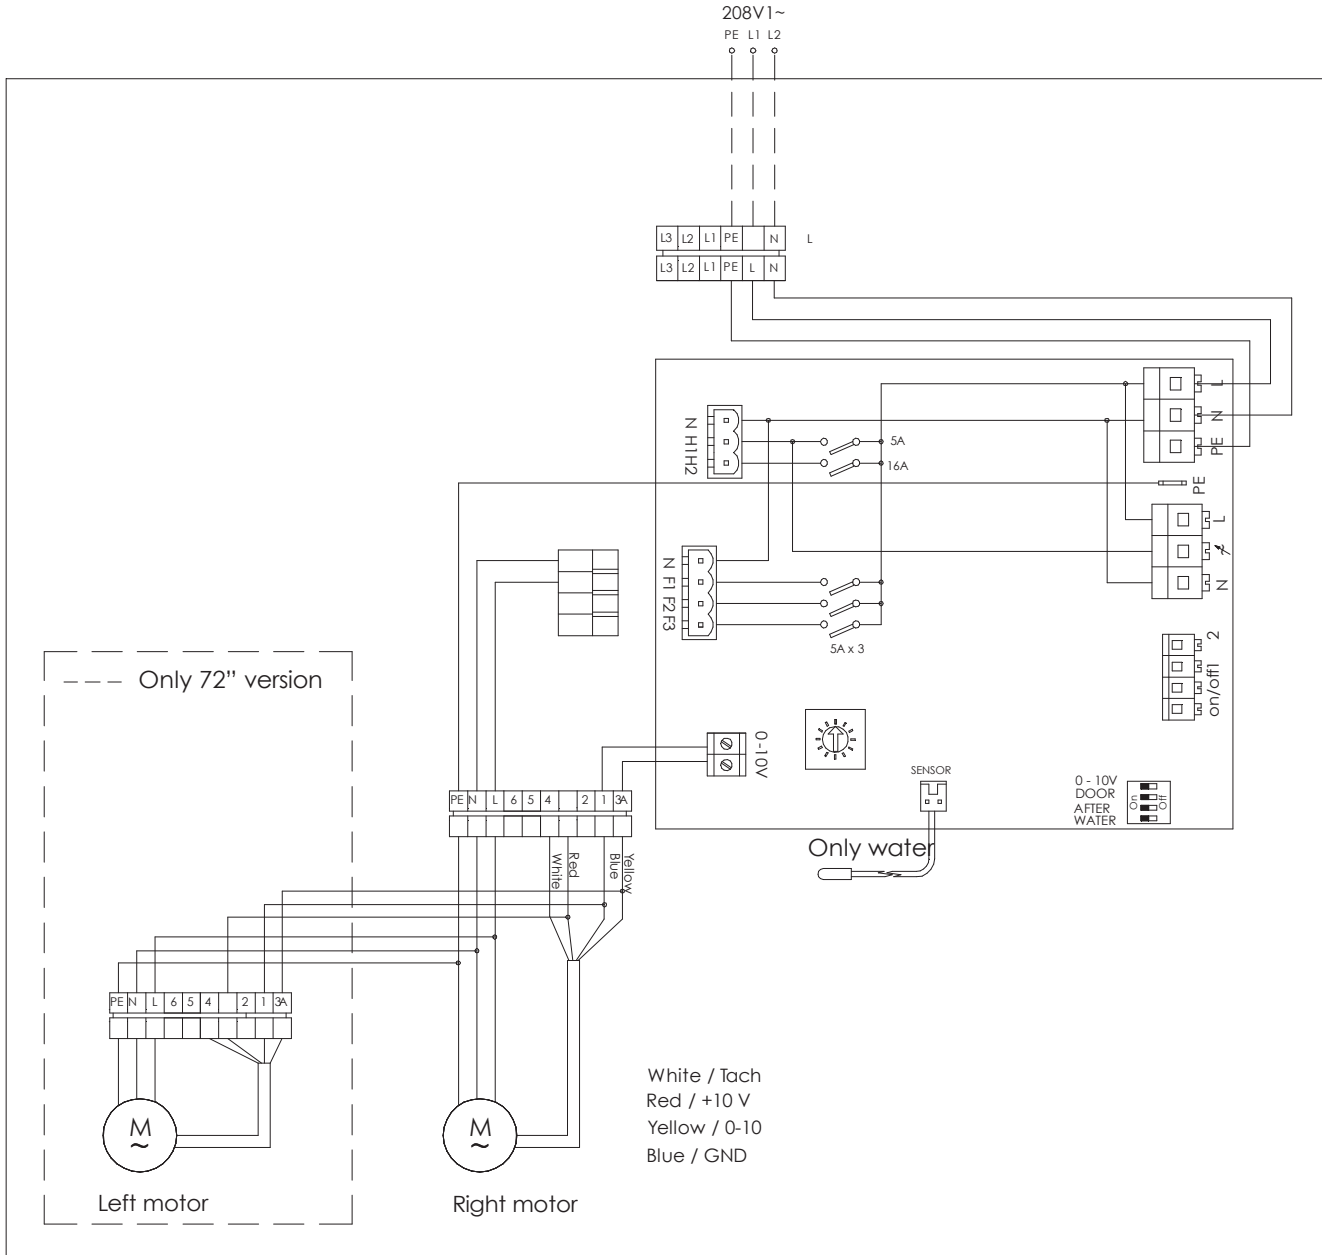 208V1~
PE L1 L2
L3 L2 L1 PE N L
L3 L2 L1 PE L N
L
N
PE
N H1H2
5A
16A
PE
L
N
N F1 F2F3
5A x 3
2
on/off1
Only 72” version
0-10V
SENSOR
0 - 10V
DOOR
AFTER
WATER
On
Off
PE N L 6 5 4 2 1 3A
Only water
White
Red
Blue
Yellow
PE N L 6 5 4 2 1 3A
White / Tach
Red / +10 V
Yellow / 0-10
Blue / GND
M
~
M
~
Left motor
Right motor